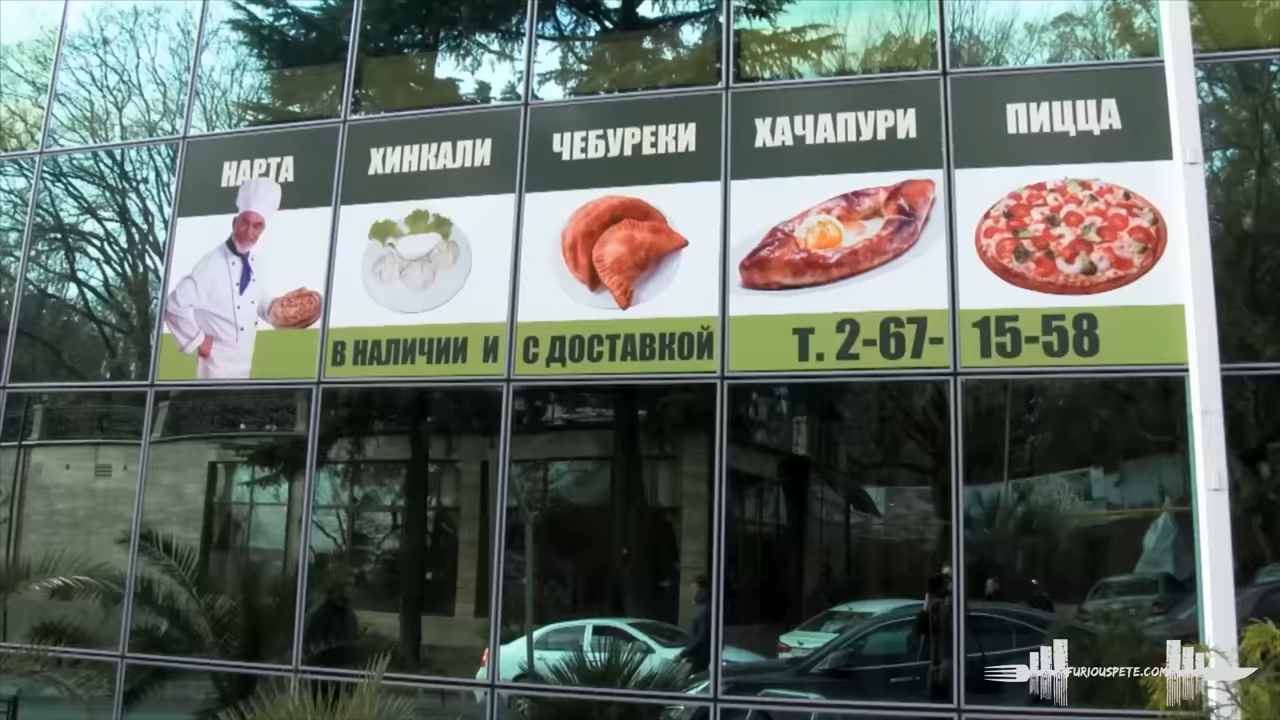 НАРТА
ХИНКАЛИ
ЧЕБУРЕКИ
ХАЧАПУРИ
ПИЦЦА
В НАЛИЧИИ И С ДОСТАВКОЙ Т. 2-67-15-58
FURIOUSPETE.COM